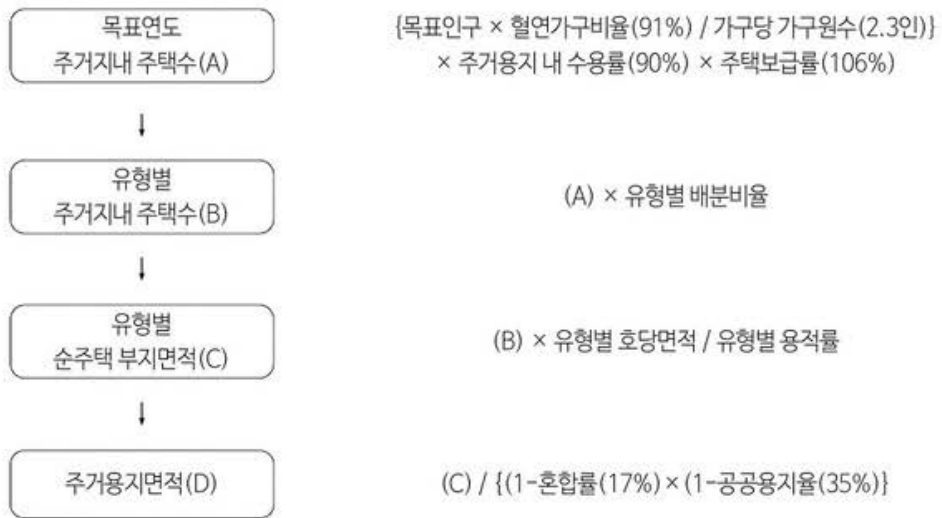 목표연도
주거지내 주택수(A)
{목표인구 × 혈연가구비율(91%) / 가구당 가구원수(2.3인)}
× 주거용지 내 수용률(90%) × 주택보급률(106%)
유형별
주거지내 주택수(B)
(A) × 유형별 배분비율
유형별
순주택 부지면적(C)
(B) × 유형별 호당면적 / 유형별 용적률
주거용지면적(D)
(C) / {(1-혼합률(17%) × (1-공공용지율(35%)}